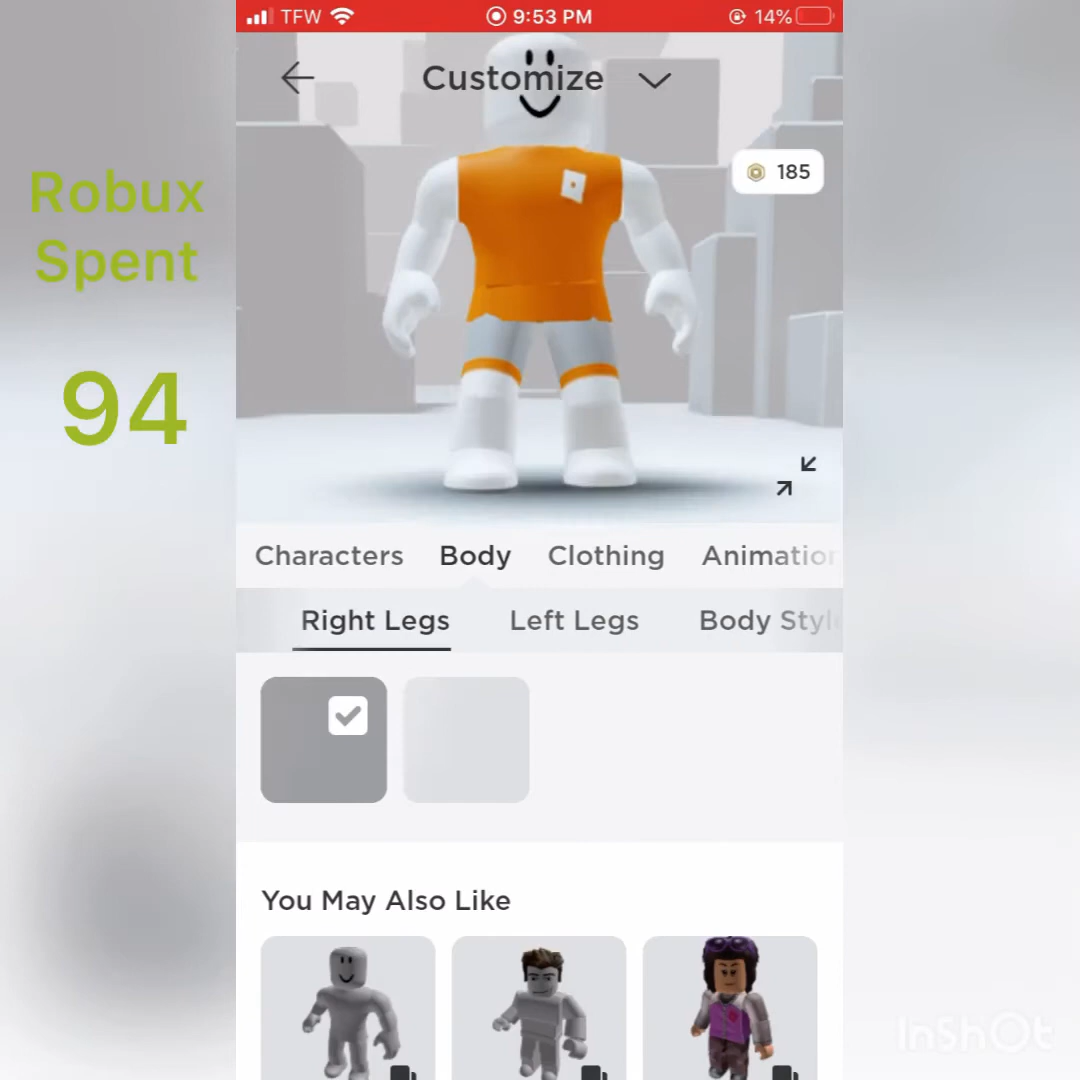 TFW
9:53 PM
14%
Customize
185
Robux
Spent
94
Characters Body Clothing Animation
Right Legs Left Legs Body Style
You May Also Like
InShOt